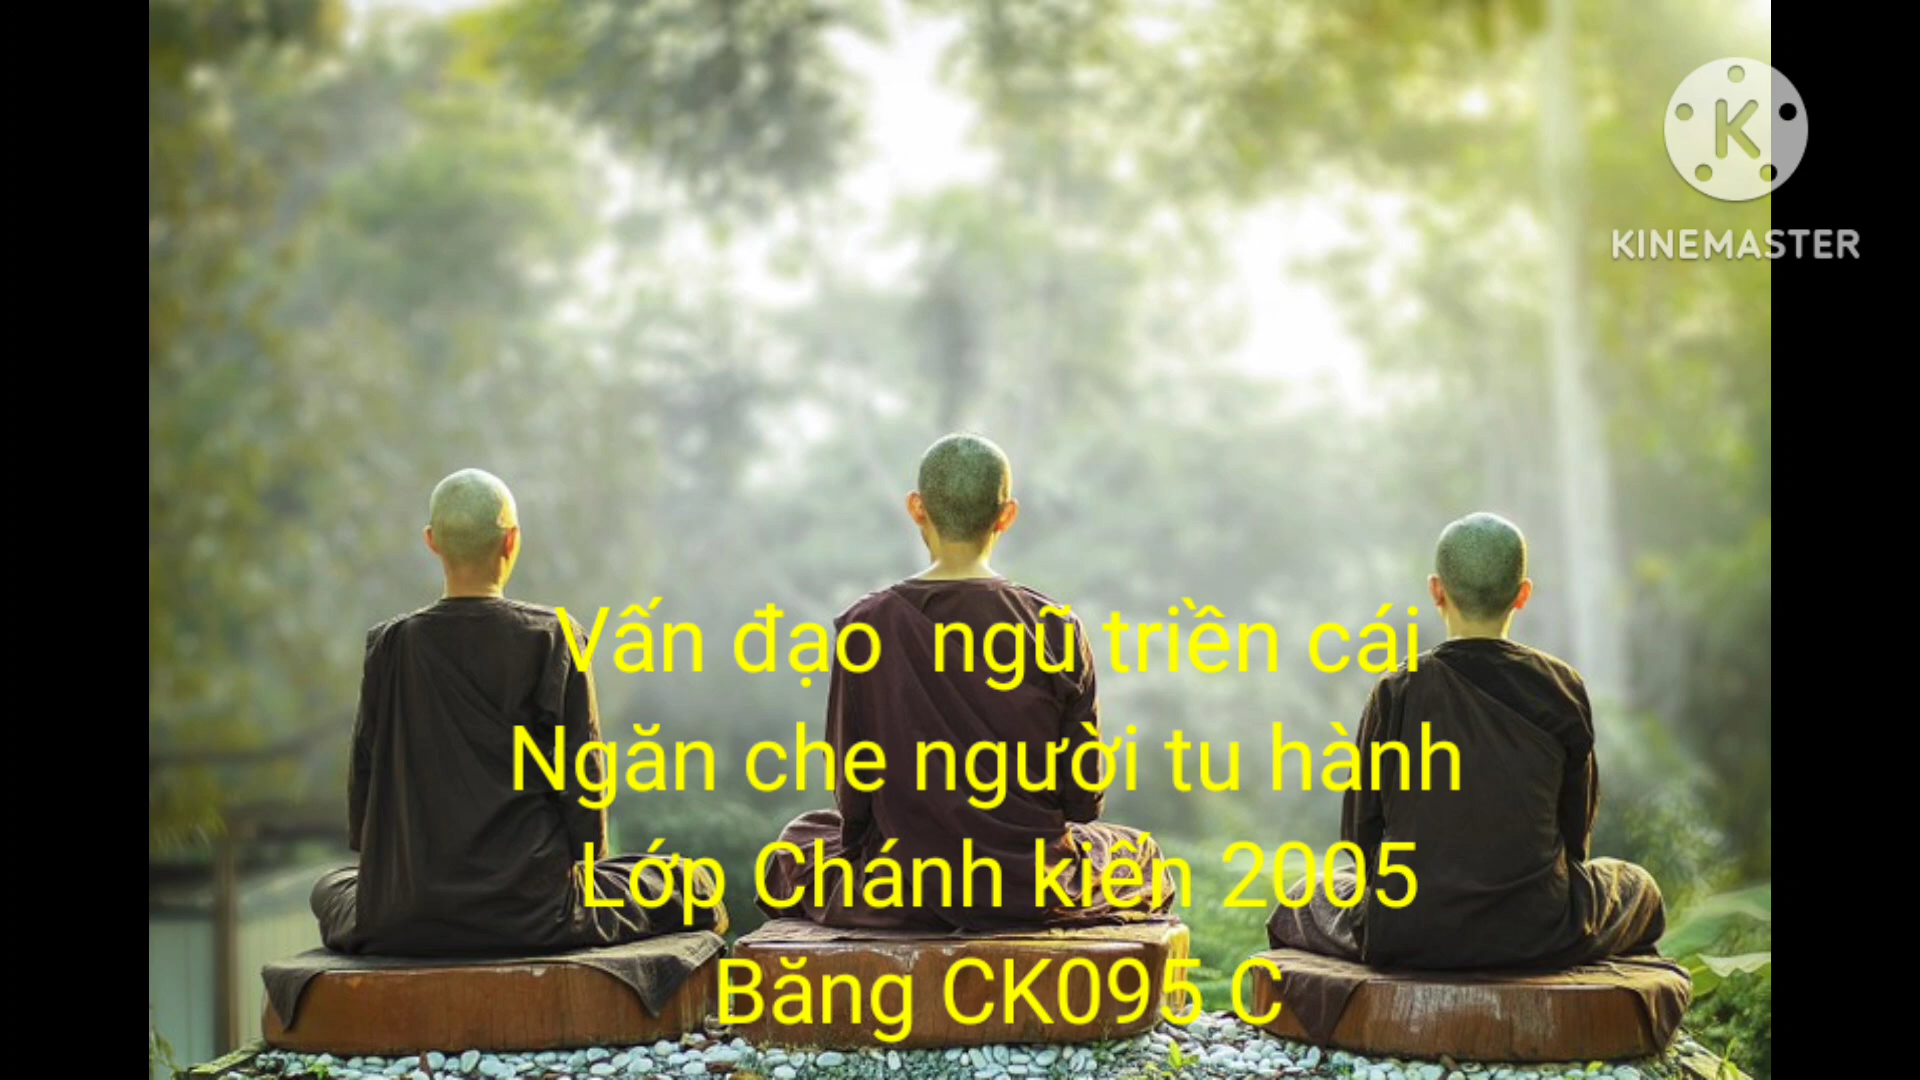 K
KINEMASTER
Vấn đạo ngũ triền cái
Ngăn che người tu hành
Lớp Chánh kiến 2005
Băng CK095 C